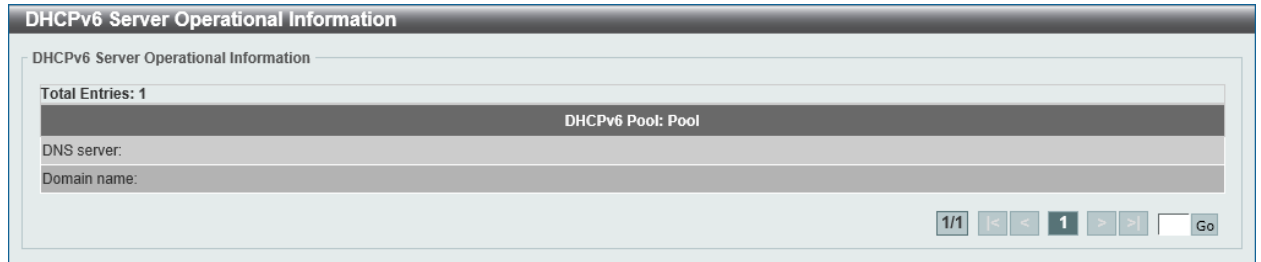 DHCPv6 Server Operational Information
DHCPv6 Server Operational Information
Total Entries: 1
DHCPv6 Pool: Pool
DNS server:
Domain name:
1/1 |< < 1 > >| Go